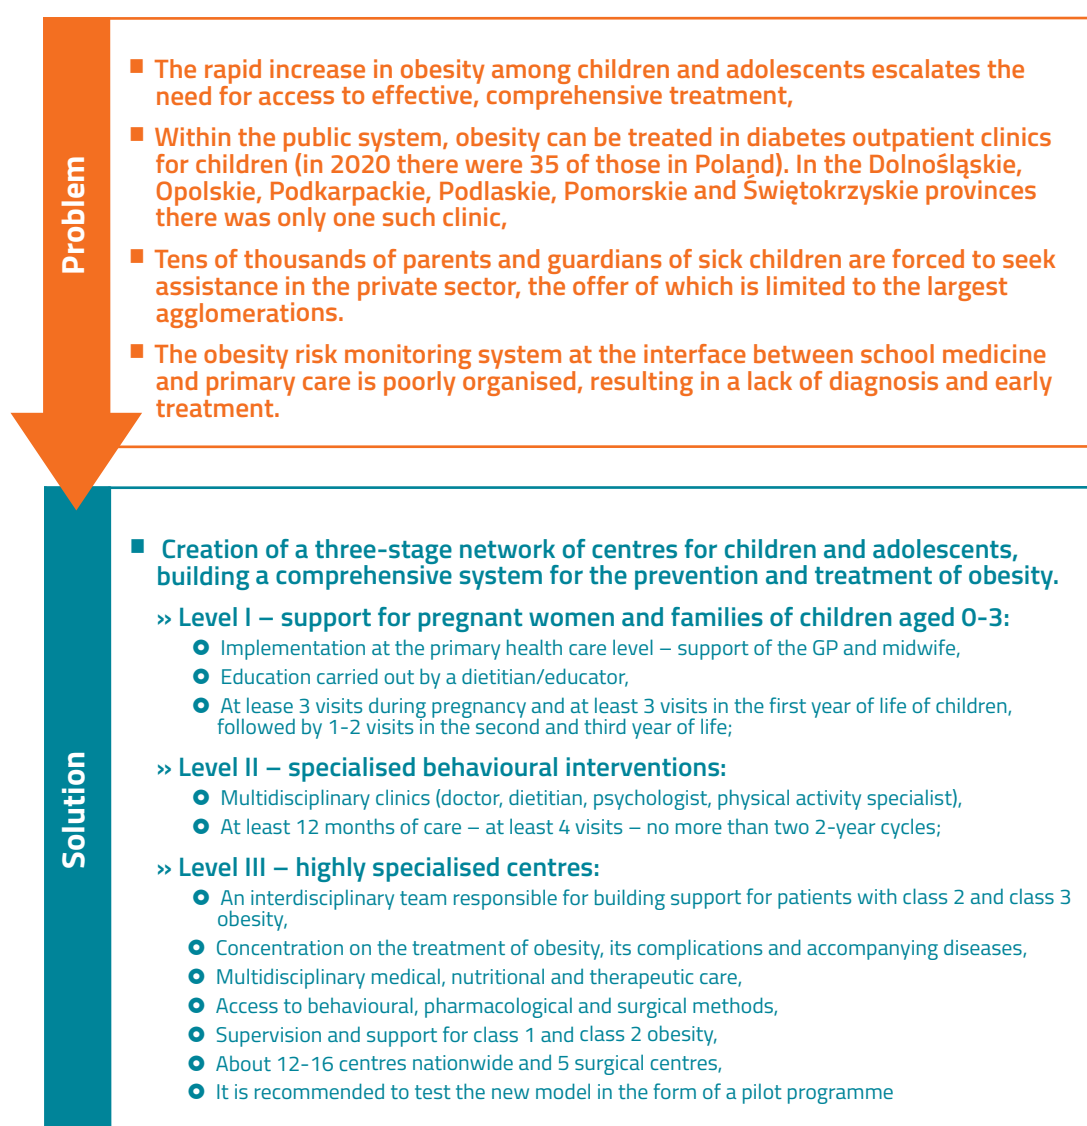 Problem
■ The rapid increase in obesity among children and adolescents escalates the
need for access to effective, comprehensive treatment,
■ Within the public system, obesity can be treated in diabetes outpatient clinics
for children (in 2020 there were 35 of those in Poland). In the Dolnośląskie,
Opolskie, Podkarpackie, Podlaskie, Pomorskie and Świętokrzyskie provinces
there was only one such clinic,
■ Tens of thousands of parents and guardians of sick children are forced to seek
assistance in the private sector, the offer of which is limited to the largest
agglomerations.
■ The obesity risk monitoring system at the interface between school medicine
and primary care is poorly organised, resulting in a lack of diagnosis and early
treatment.
Solution
■ Creation of a three-stage network of centres for children and adolescents,
building a comprehensive system for the prevention and treatment of obesity.
» Level I – support for pregnant women and families of children aged 0-3:
Implementation at the primary health care level – support of the GP and midwife,
Education carried out by a dietitian/educator,
At lease 3 visits during pregnancy and at least 3 visits in the first year of life of children,
followed by 1-2 visits in the second and third year of life;
» Level II – specialised behavioural interventions:
Multidisciplinary clinics (doctor, dietitian, psychologist, physical activity specialist),
At least 12 months of care – at least 4 visits – no more than two 2-year cycles;
» Level III – highly specialised centres:
An interdisciplinary team responsible for building support for patients with class 2 and class 3
obesity,
Concentration on the treatment of obesity, its complications and accompanying diseases,
Multidisciplinary medical, nutritional and therapeutic care,
Access to behavioural, pharmacological and surgical methods,
Supervision and support for class 1 and class 2 obesity,
About 12-16 centres nationwide and 5 surgical centres,
It is recommended to test the new model in the form of a pilot programme